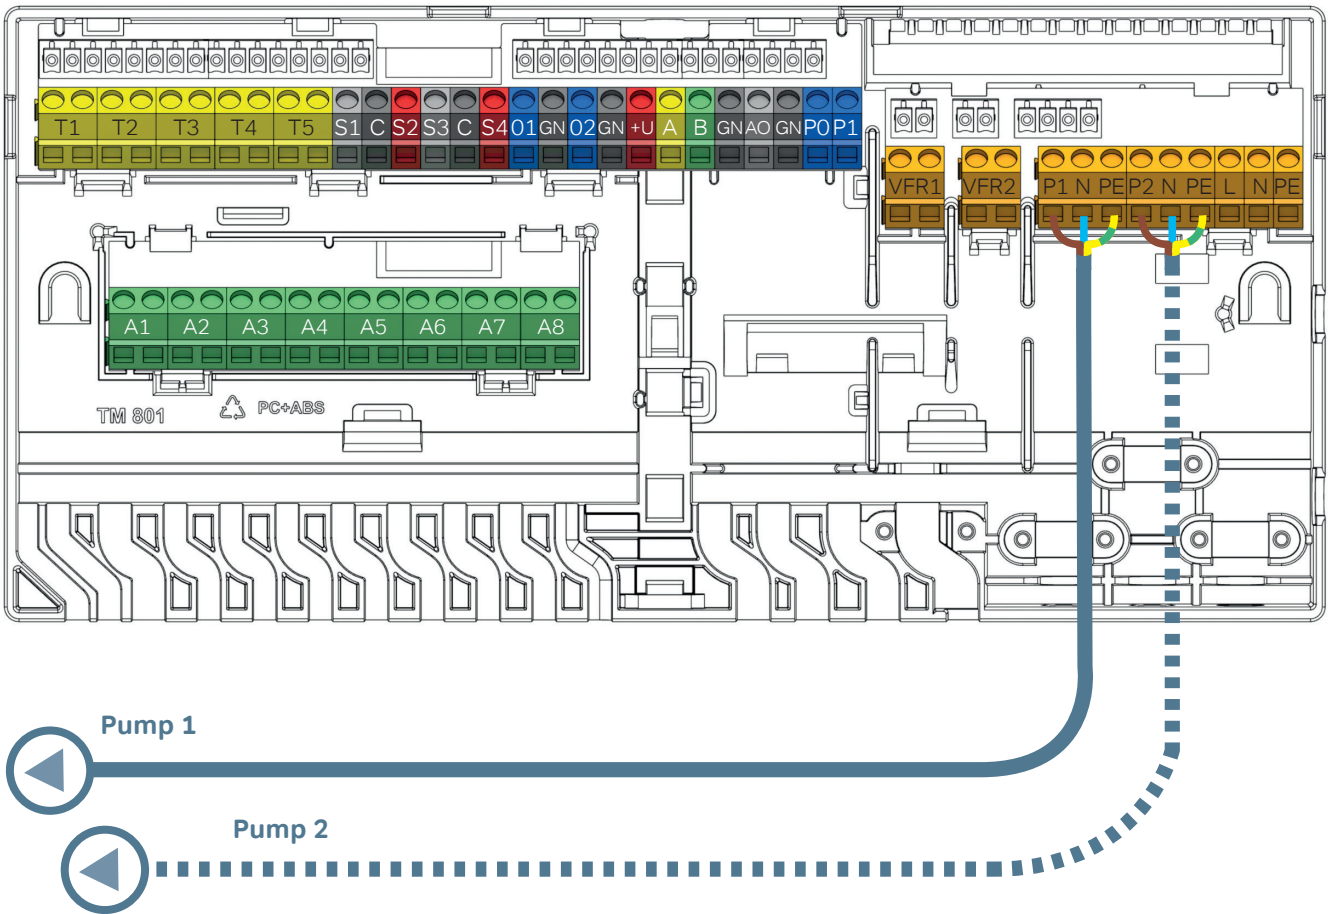 T1 T2 T3 T4 T5 S1 C S2 S3 C S4 01 GN 02 GN +U A B GN AO GN P0 P1
VFR1 VFR2 P1 N PE P2 N PE L N PE
A1 A2 A3 A4 A5 A6 A7 A8
TM 801 PC+ABS
Pump 1
Pump 2